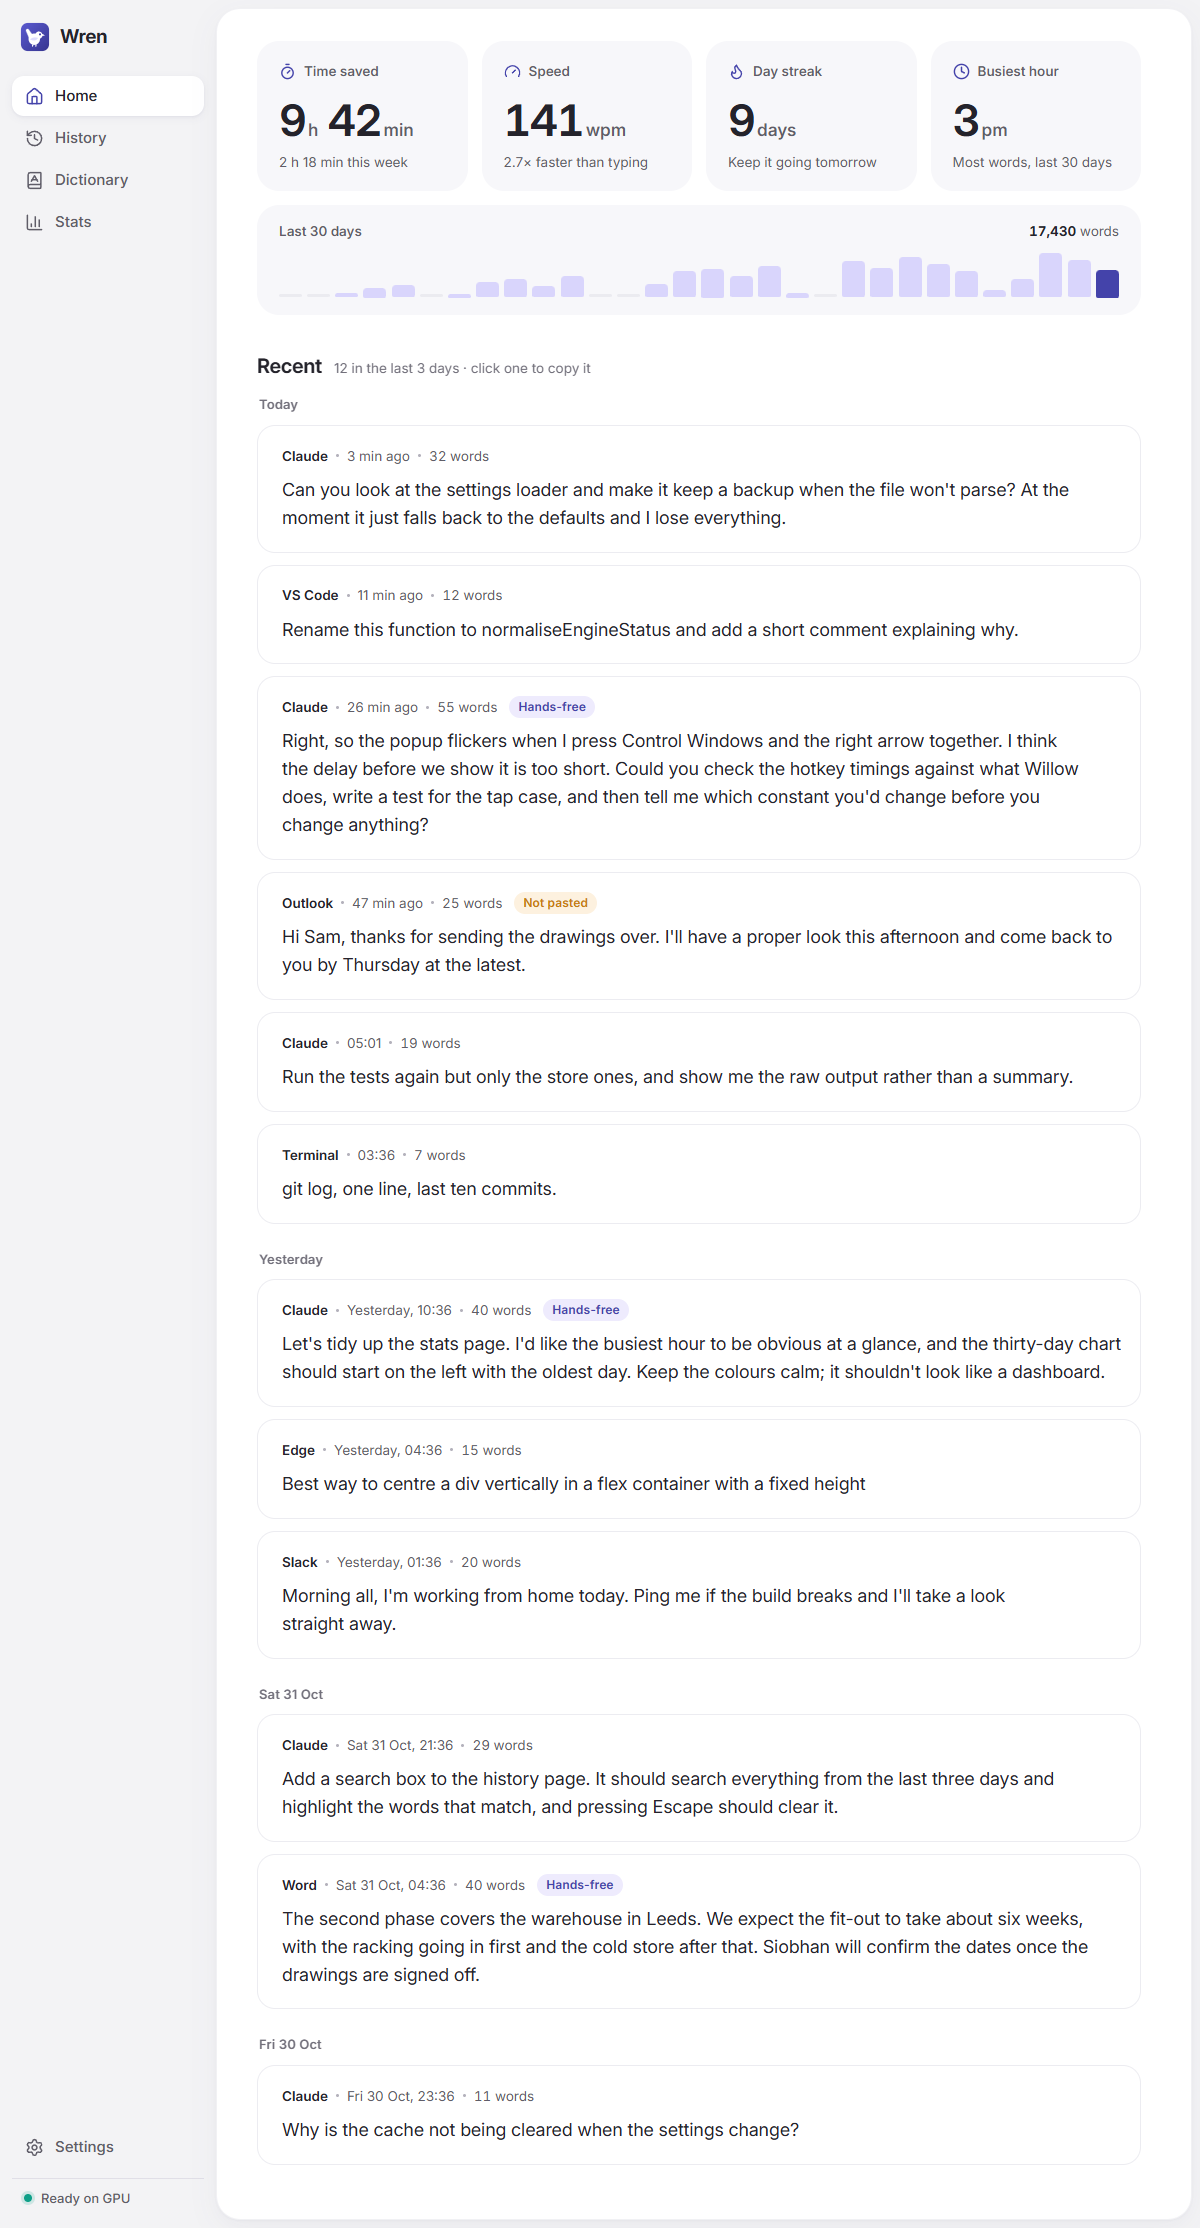 Wren
Home
History
Dictionary
Stats
Settings
Ready on GPU
Time saved
9h 42min
2 h 18 min this week
Speed
141wpm
2.7× faster than typing
Day streak
9days
Keep it going tomorrow
Busiest hour
3pm
Most words, last 30 days
Last 30 days
17,430 words
Recent 12 in the last 3 days · click one to copy it
Today
Claude · 3 min ago · 32 words
Can you look at the settings loader and make it keep a backup when the file won't parse? At the
moment it just falls back to the defaults and I lose everything.
VS Code · 11 min ago · 12 words
Rename this function to normaliseEngineStatus and add a short comment explaining why.
Claude · 26 min ago · 55 words Hands-free
Right, so the popup flickers when I press Control Windows and the right arrow together. I think
the delay before we show it is too short. Could you check the hotkey timings against what Willow
does, write a test for the tap case, and then tell me which constant you'd change before you
change anything?
Outlook · 47 min ago · 25 words Not pasted
Hi Sam, thanks for sending the drawings over. I'll have a proper look this afternoon and come back to
you by Thursday at the latest.
Claude · 05:01 · 19 words
Run the tests again but only the store ones, and show me the raw output rather than a summary.
Terminal · 03:36 · 7 words
git log, one line, last ten commits.
Yesterday
Claude · Yesterday, 10:36 · 40 words Hands-free
Let's tidy up the stats page. I'd like the busiest hour to be obvious at a glance, and the thirty-day chart
should start on the left with the oldest day. Keep the colours calm; it shouldn't look like a dashboard.
Edge · Yesterday, 04:36 · 15 words
Best way to centre a div vertically in a flex container with a fixed height
Slack · Yesterday, 01:36 · 20 words
Morning all, I'm working from home today. Ping me if the build breaks and I'll take a look
straight away.
Sat 31 Oct
Claude · Sat 31 Oct, 21:36 · 29 words
Add a search box to the history page. It should search everything from the last three days and
highlight the words that match, and pressing Escape should clear it.
Word · Sat 31 Oct, 04:36 · 40 words Hands-free
The second phase covers the warehouse in Leeds. We expect the fit-out to take about six weeks,
with the racking going in first and the cold store after that. Siobhan will confirm the dates once the
drawings are signed off.
Fri 30 Oct
Claude · Fri 30 Oct, 23:36 · 11 words
Why is the cache not being cleared when the settings change?